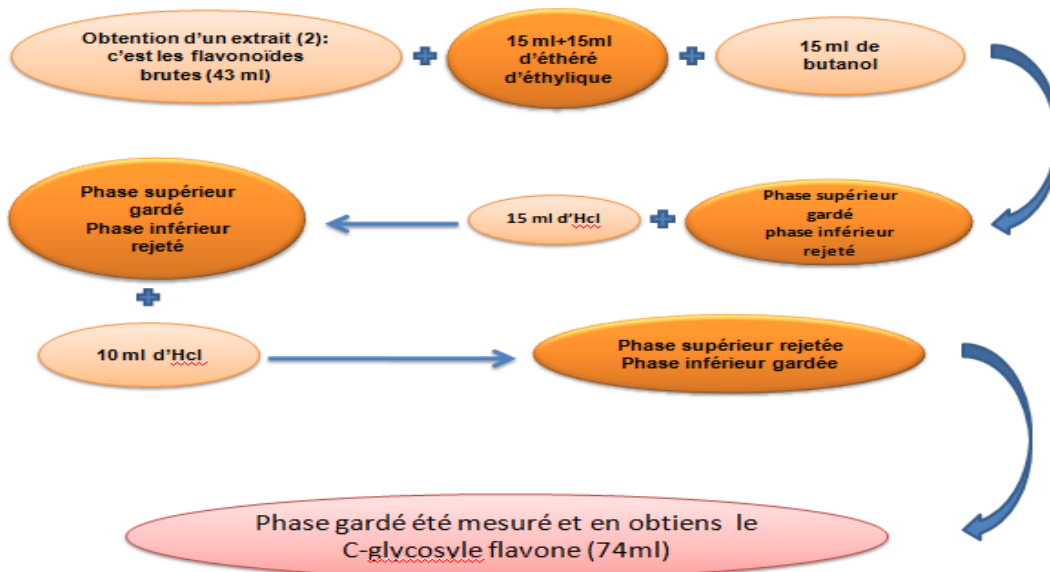 Obtention d'un extrait (2):
c'est les flavonoïdes
brutes (43 ml)
15 ml+15ml
d'éthéré
d'éthylique
15 ml de
butanol
Phase supérieur
gardé
phase inférieur
rejeté
15 ml d'Hcl
Phase supérieur
gardé
Phase inférieur
rejeté
10 ml d'Hcl
Phase supérieur rejetée
Phase inférieur gardée
Phase gardé été mesuré et en obtiens le
C-glycosyle flavone (74ml)